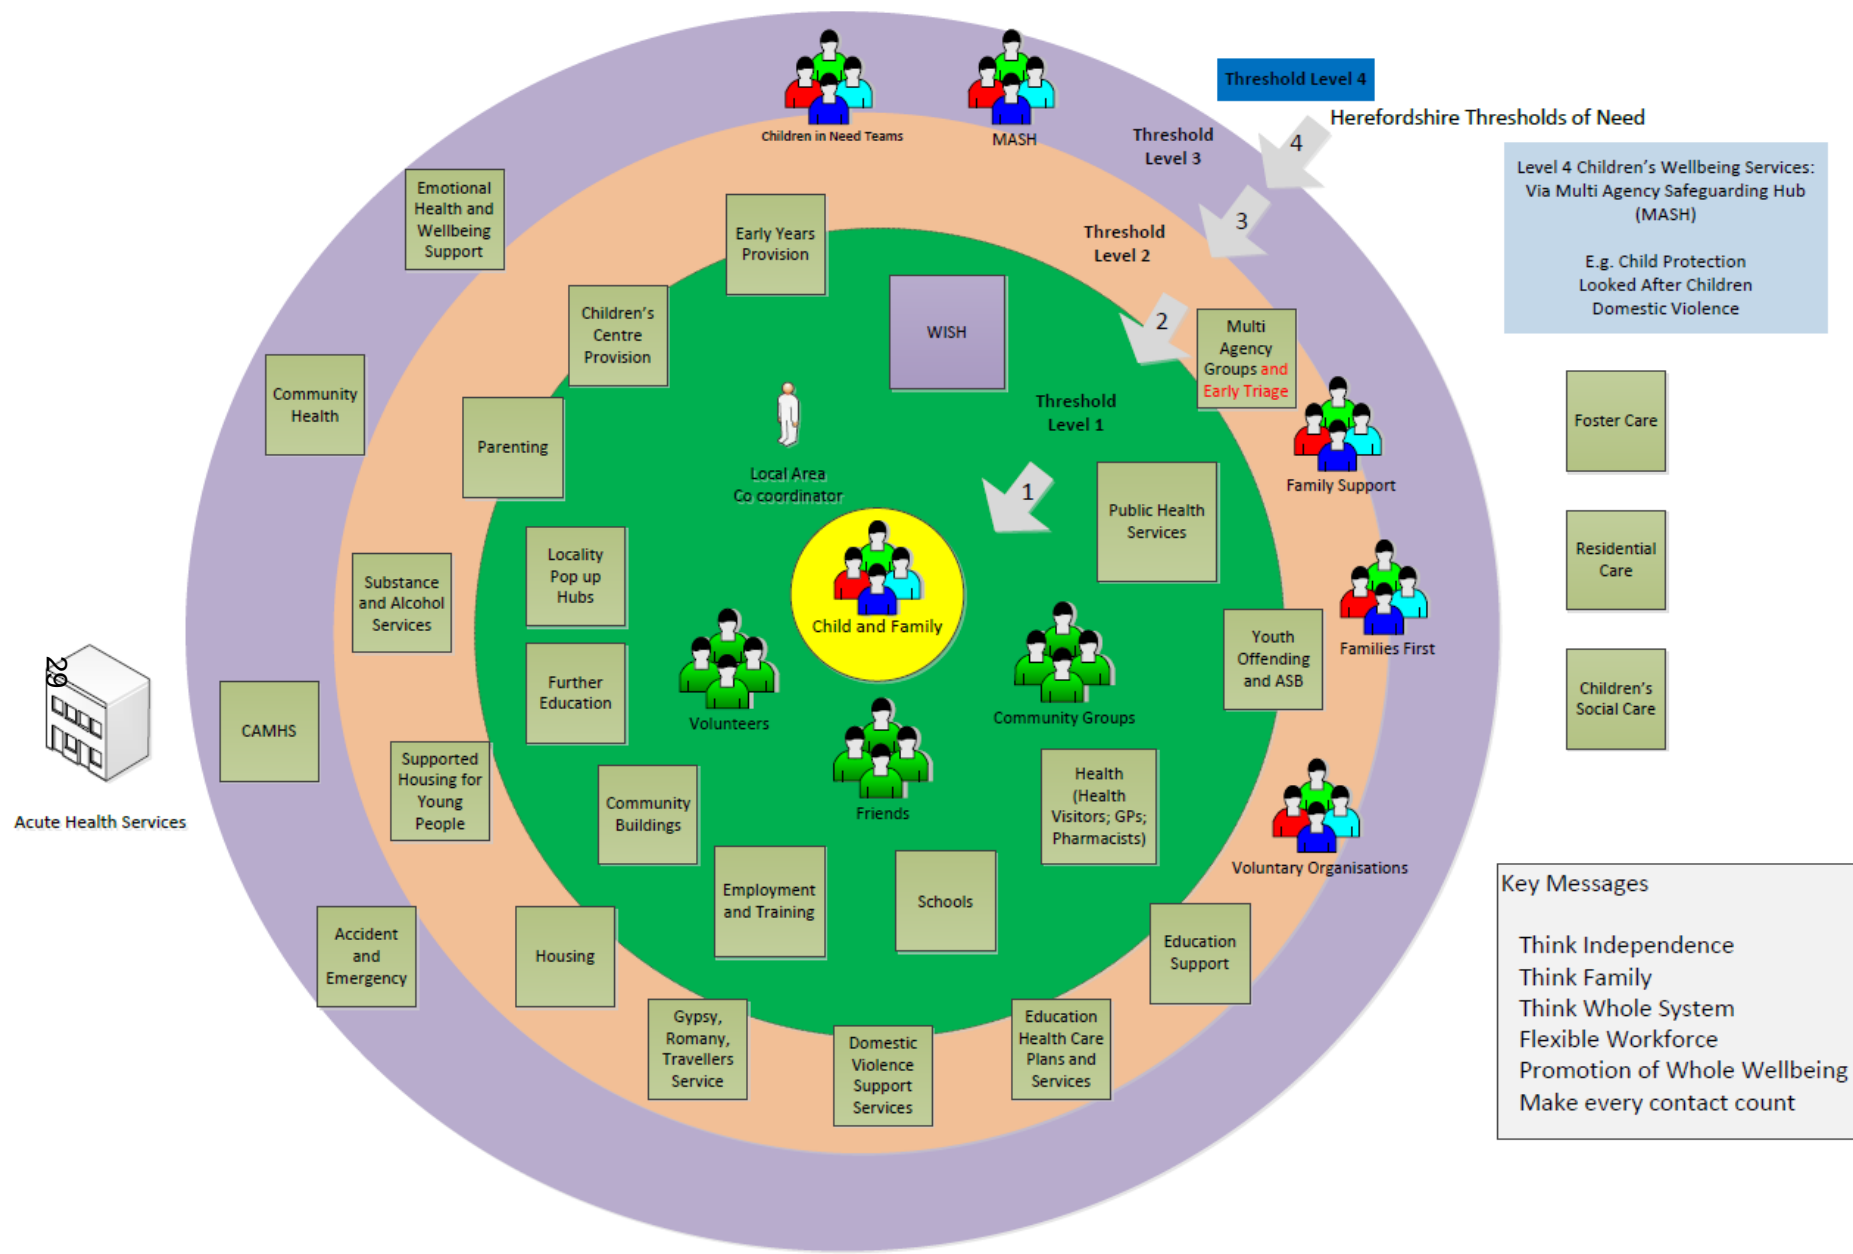 Threshold Level 4
Herefordshire Thresholds of Need
4
Threshold
Level 3
3
Children in Need Teams
MASH
Level 4 Children's Wellbeing Services:
Via Multi Agency Safeguarding Hub
(MASH)
E.g. Child Protection
Looked After Children
Domestic Violence
Emotional
Health and
Wellbeing
Support
Early Years
Provision
Threshold
Level 2
2
WISH
Children's
Centre
Provision
Multi
Agency
Groups and
Early Triage
Community
Health
Threshold
Level 1
1
Parenting
Local Area
Co coordinator
Family Support
Foster Care
Public Health
Services
Locality
Pop up
Hubs
Substance
and Alcohol
Services
Child and Family
Residential
Care
Families First
Youth
Offending
and ASB
Further
Education
Volunteers
Community Groups
Children's
Social Care
CAMHS
Supported
Housing for
Young
People
Community
Buildings
Friends
Health
(Health
Visitors; GPs;
Pharmacists)
29
Acute Health Services
Voluntary Organisations
Employment
and Training
Schools
Accident
and
Emergency
Housing
Education
Support
Gypsy,
Romany,
Travellers
Service
Domestic
Violence
Support
Services
Education
Health Care
Plans and
Services
Key Messages
Think Independence
Think Family
Think Whole System
Flexible Workforce
Promotion of Whole Wellbeing
Make every contact count